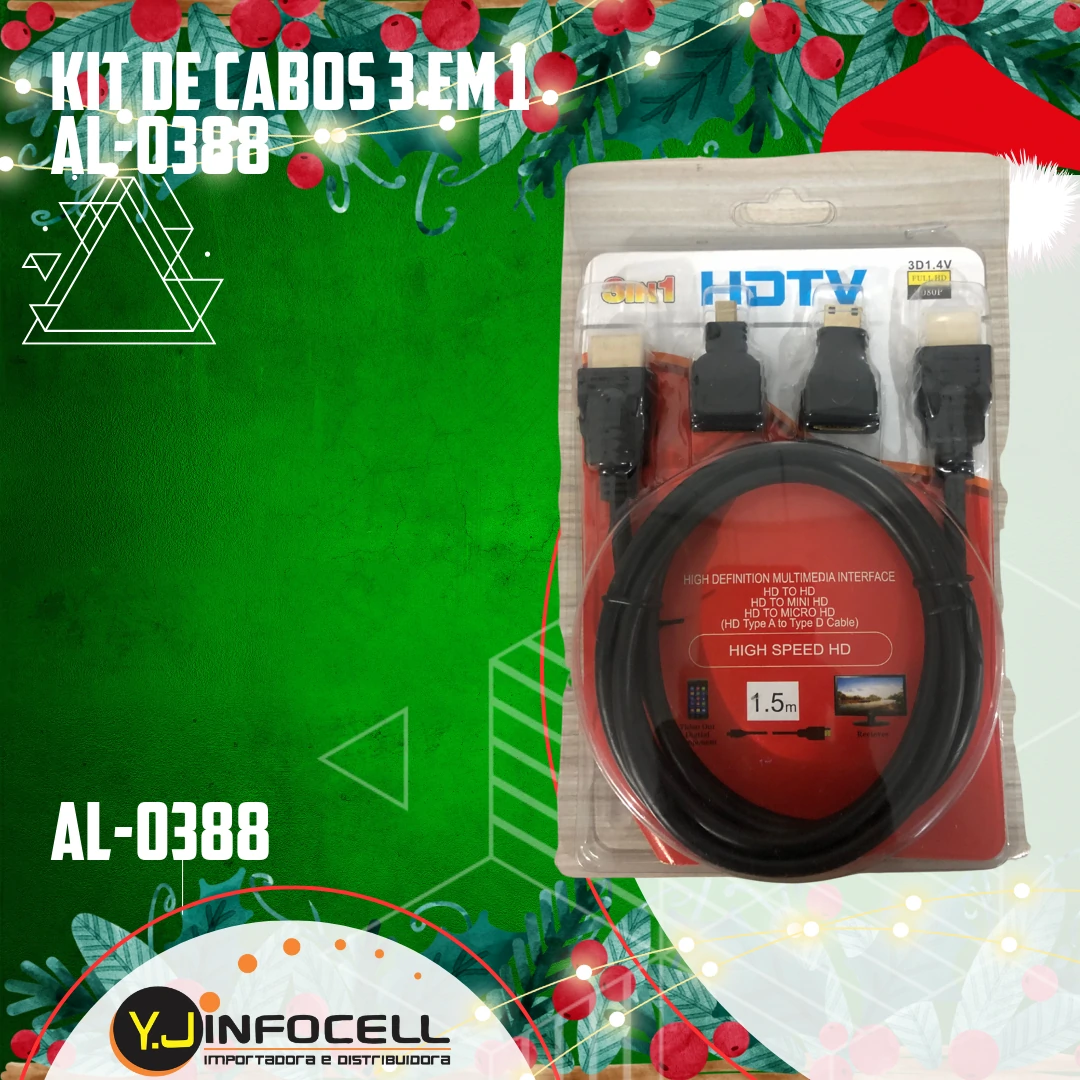 KIT DE CABOS 3 EM 1
AL-0388
3D1.4V
3in1 HDTV
FULL HD
1080P
HIGH DEFINITION MULTIMEDIA INTERFACE
HD TO HD
HD TO MINI HD
HD TO MICRO HD
(HD Type A to Type D Cable)
HIGH SPEED HD
1.5m
AL-0388
Y.J INFOCELL
IMPORTADORA E DISTRIBUIDORA